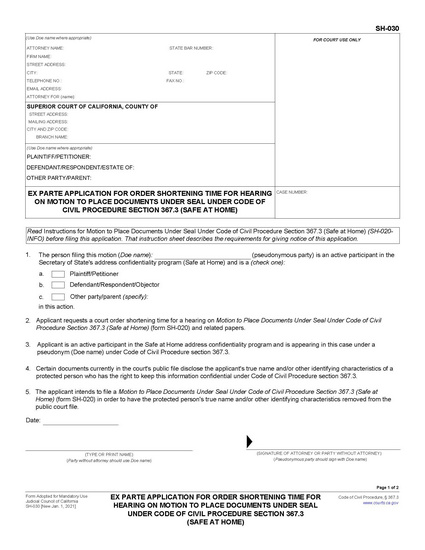 SH-030
(Use Doe name where appropriate)
ATTORNEY NAME: STATE BAR NUMBER:
FIRM NAME:
STREET ADDRESS:
CITY: STATE: ZIP CODE:
TELEPHONE NO.: FAX NO.:
EMAIL ADDRESS:
ATTORNEY FOR (name):
FOR COURT USE ONLY
SUPERIOR COURT OF CALIFORNIA, COUNTY OF
STREET ADDRESS:
MAILING ADDRESS:
CITY AND ZIP CODE:
BRANCH NAME:
(Use Doe name where appropriate)
PLAINTIFF/PETITIONER:
DEFENDANT/RESPONDENT/ESTATE OF:
OTHER PARTY/PARENT:
EX PARTE APPLICATION FOR ORDER SHORTENING TIME FOR HEARING
ON MOTION TO PLACE DOCUMENTS UNDER SEAL UNDER CODE OF
CIVIL PROCEDURE SECTION 367.3 (SAFE AT HOME)
CASE NUMBER:
Read Instructions for Motion to Place Documents Under Seal Under Code of Civil Procedure Section 367.3 (Safe at Home) (SH-020-
INFO) before filing this application. That instruction sheet describes the requirements for giving notice of this application.
1. The person filing this motion (Doe name): (pseudonym party) is an active participant in the
Secretary of State's address confidentiality program (Safe at Home) and is a (check one):
a. Plaintiff/Petitioner
b. Defendant/Respondent/Objector
c. Other party/parent (specify):
in this action.
2. Applicant requests a court order shortening time for a hearing on Motion to Place Documents Under Seal Under Code of Civil
Procedure Section 367.3 (Safe at Home) (form SH-020) and related papers.
3. Applicant is an active participant in the Safe at Home address confidentiality program and is appearing in this case under a
pseudonym (Doe name) under Code of Civil Procedure section 367.3.
4. Certain documents currently in the court's public file disclose the applicant's true name and/or other identifying characteristics of a
protected person who has the right to keep this information confidential under Code of Civil Procedure section 367.3.
5. The applicant intends to file a Motion to Place Documents Under Seal Under Code of Civil Procedure Section 367.3 (Safe at
Home) (form SH-020) in order to have the protected person's true name and/or other identifying characteristics removed from the
public court file.
Date:
(TYPE OR PRINT NAME)
(Party without attorney should use Doe name)
(SIGNATURE OF ATTORNEY OR PARTY WITHOUT ATTORNEY)
(Pseudonymous party should sign with Doe name)
Page 1 of 2
Form Adopted for Mandatory Use
Judicial Council of California
SH-030 [New Jan. 1, 2021]
EX PARTE APPLICATION FOR ORDER SHORTENING TIME FOR
HEARING ON MOTION TO PLACE DOCUMENTS UNDER SEAL
UNDER CODE OF CIVIL PROCEDURE SECTION 367.3
(SAFE AT HOME)
Code of Civil Procedure, § 367.3
www.courts.ca.gov